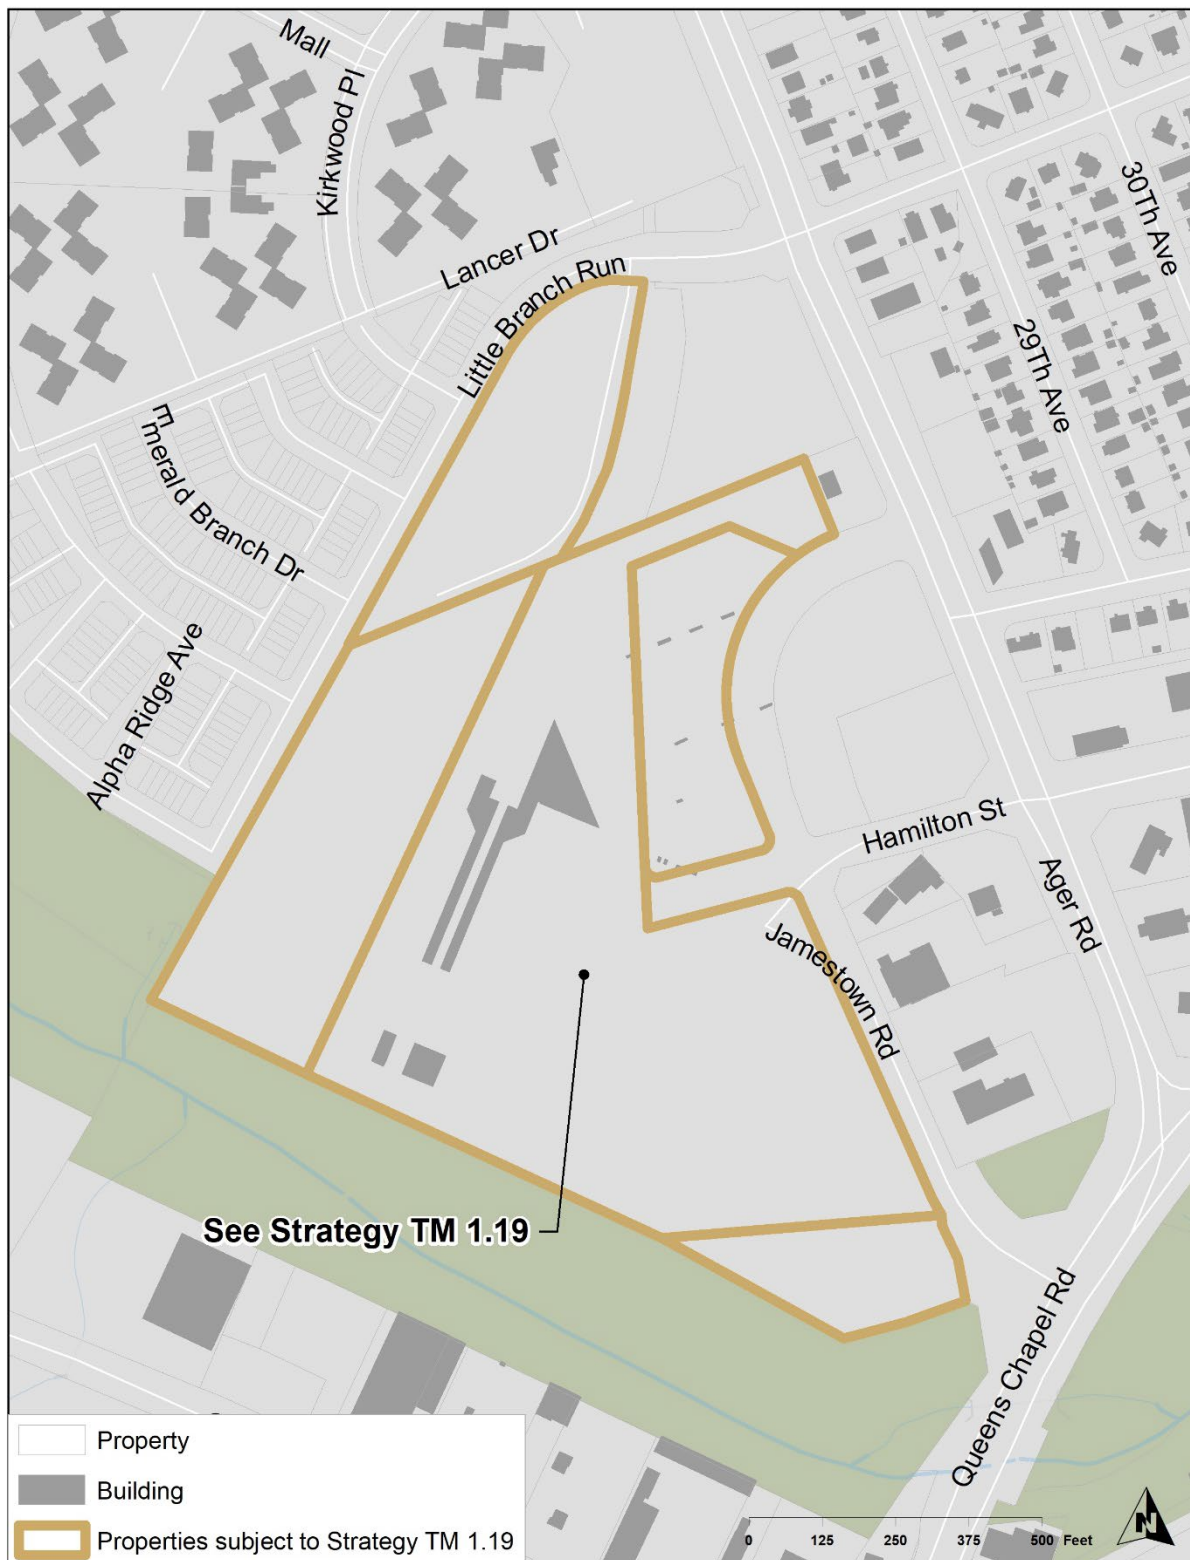 Mall
Kirkwood Pl
Lancer Dr
Little Branch Run
30Th Ave
29Th Ave
Emerald Branch Dr
Alpha Ridge Ave
Hamilton St
Ager Rd
Jamestown Rd
See Strategy TM 1.19
Queens Chapel Rd
Property
Building
Properties subject to Strategy TM 1.19
0 125 250 375 500 Feet
N